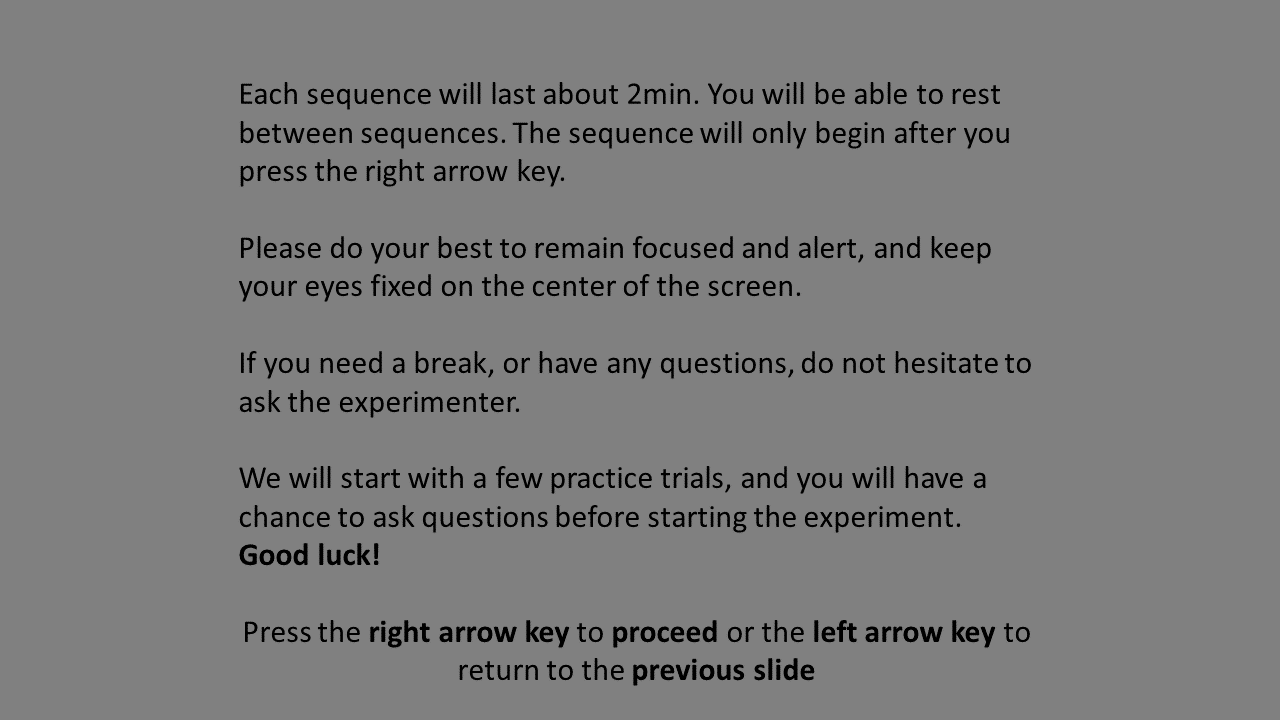 Each sequence will last about 2min. You will be able to rest
between sequences. The sequence will only begin after you
press the right arrow key.
Please do your best to remain focused and alert, and keep
your eyes fixed on the center of the screen.
If you need a break, or have any questions, do not hesitate to
ask the experimenter.
We will start with a few practice trials, and you will have a
chance to ask questions before starting the experiment.
Good luck!
Press the right arrow key to proceed or the left arrow key to
return to the previous slide